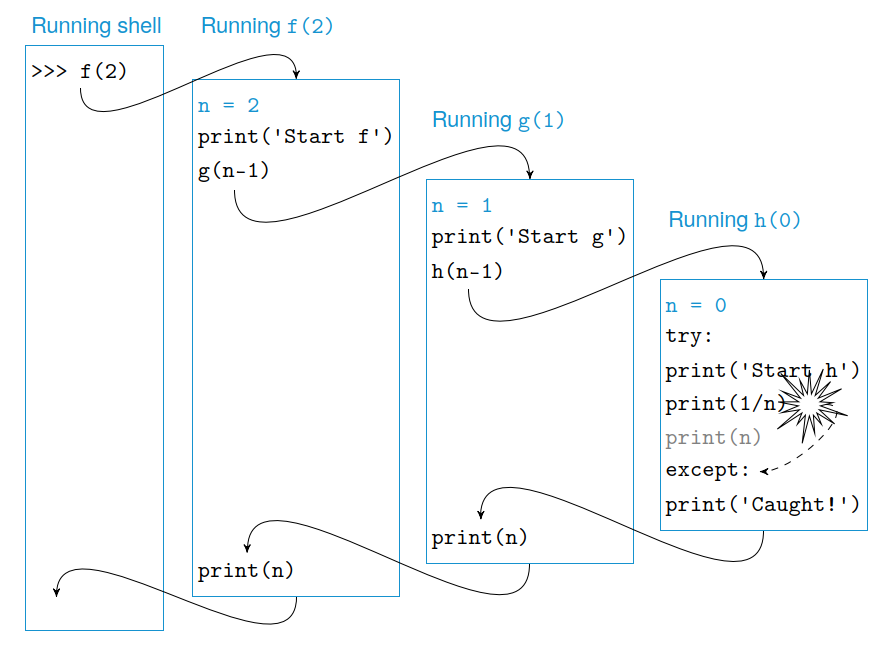 Running shell
>>> f(2)
Running f(2)
n = 2
print('Start f')
g(n-1)
print(n)
Running g(1)
n = 1
print('Start g')
h(n-1)
print(n)
Running h(0)
n = 0
try:
print('Start h')
print(1/n)
print(n)
except:
print('Caught!')